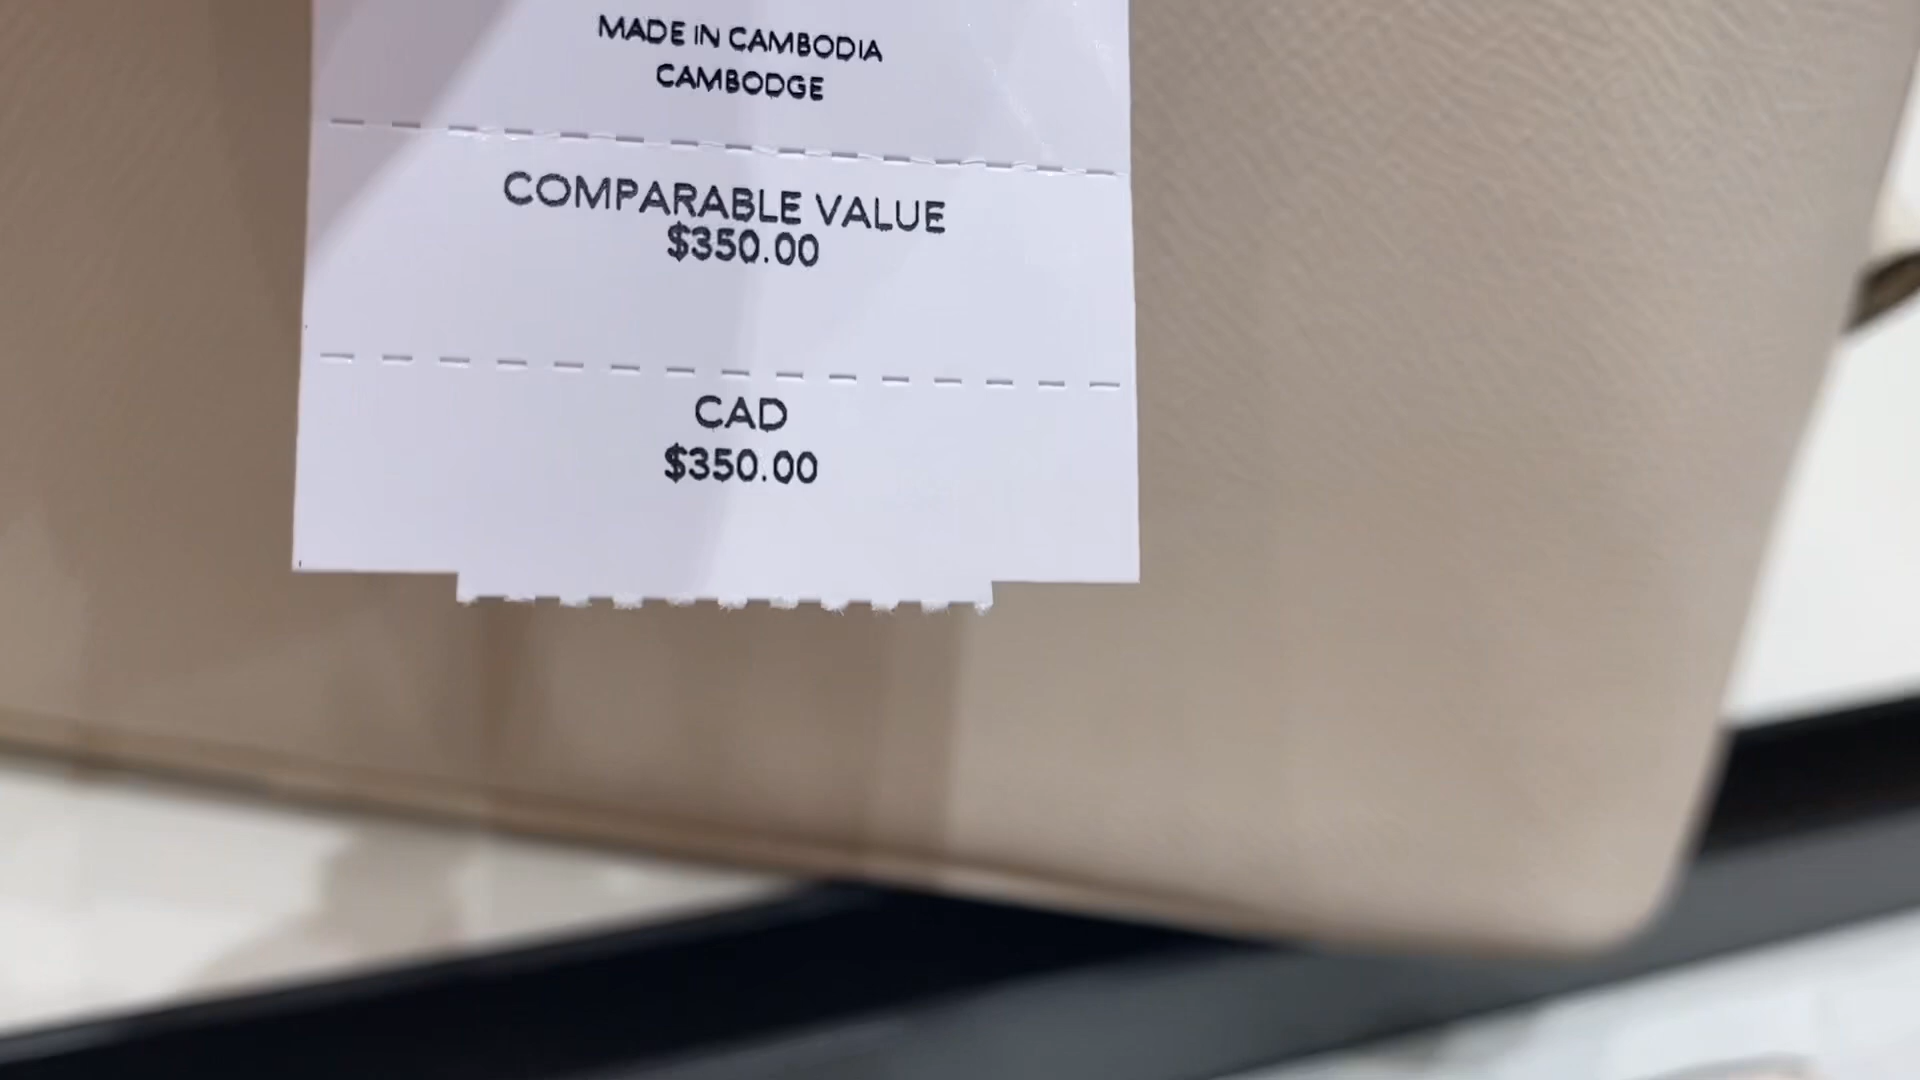 MADE IN CAMBODIA
CAMBODGE
COMPARABLE VALUE
$350.00
CAD
$350.00